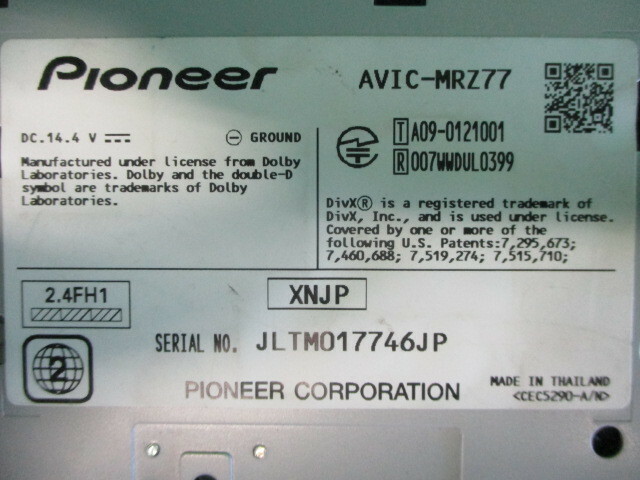 Pioneer
AVIC-MRZ77
DC.14.4 V
GROUND
Manufactured under license from Dolby
Laboratories. Dolby and the double-D
symbol are trademarks of Dolby
Laboratories.
T A09-0121001
R 007WWDUL0399
DivX® is a registered trademark of
DivX, Inc., and is used under license.
Covered by one or more of the
following U.S. Patents:7,295,673;
7,460,688; 7,519,274; 7,515,710;
2.4FH1
XNJP
2
SERIAL NO. JLTM017746JP
PIONEER CORPORATION
MADE IN THAILAND
<CEC5290-A/N>